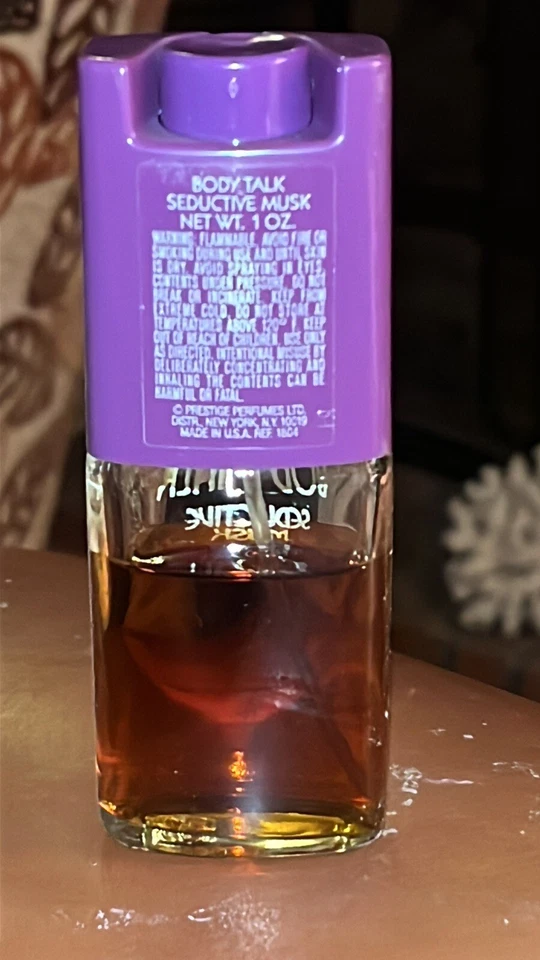 BODY TALK
SEDUCTIVE MUSK
NET WT. 1 OZ.
WARNING: FLAMMABLE. AVOID FIRE OR
SMOKING DURING USE AND UNTIL SKIN
IS DRY. AVOID SPRAYING IN EYES.
CONTENTS UNDER PRESSURE. DO NOT
BREAK OR INCINERATE. KEEP FROM
EXTREME COLD. DO NOT STORE AT
TEMPERATURES ABOVE 120° F. KEEP
OUT OF REACH OF CHILDREN. USE ONLY
AS DIRECTED. INTENTIONAL MISUSE BY
DELIBERATELY CONCENTRATING AND
INHALING THE CONTENTS CAN BE
HARMFUL OR FATAL.
© PRESTIGE PERFUMES LTD.
DISTR., NEW YORK, N.Y. 10019
MADE IN U.S.A. REF. 1804
SEDUCTIVE
MUSK